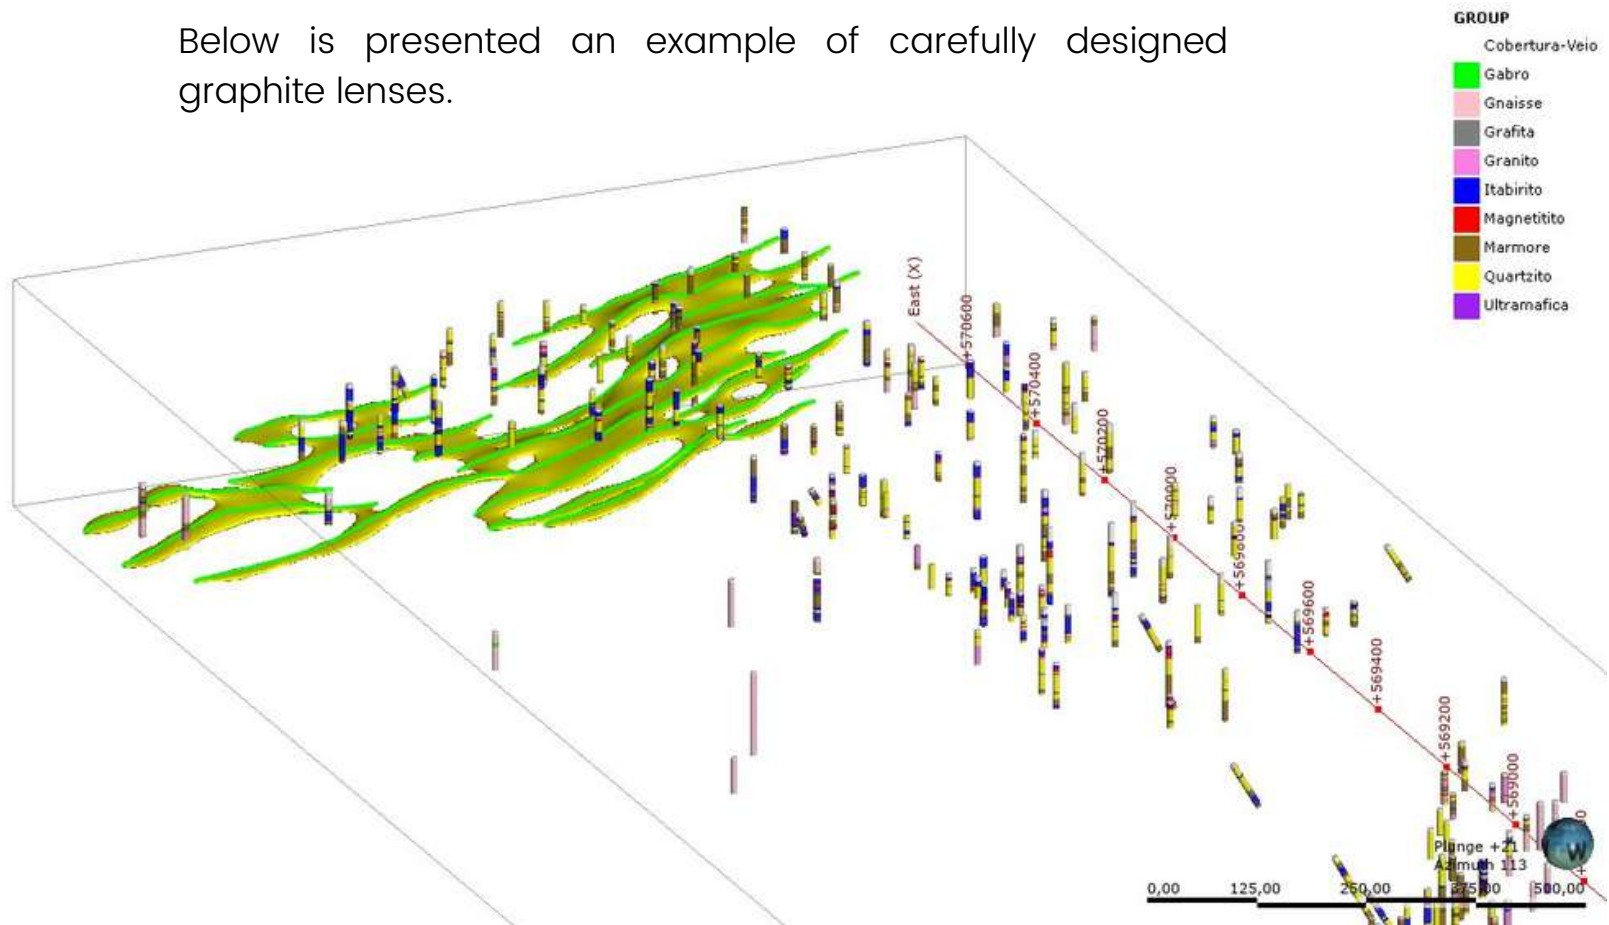 Below is presented an example of carefully designed
graphite lenses.
GROUP
Cobertura-Veio
Gabro
Gnaisse
Grafita
Granito
Itabirito
Magnetitito
Marmore
Quartzito
Ultramafica
East (X)
+570600
+570400
+570200
+570000
+569800
+569600
+569400
+569200
+569000
Plunge +21
Azimuth 113
0,00 125,00 250,00 375,00 500,00
W